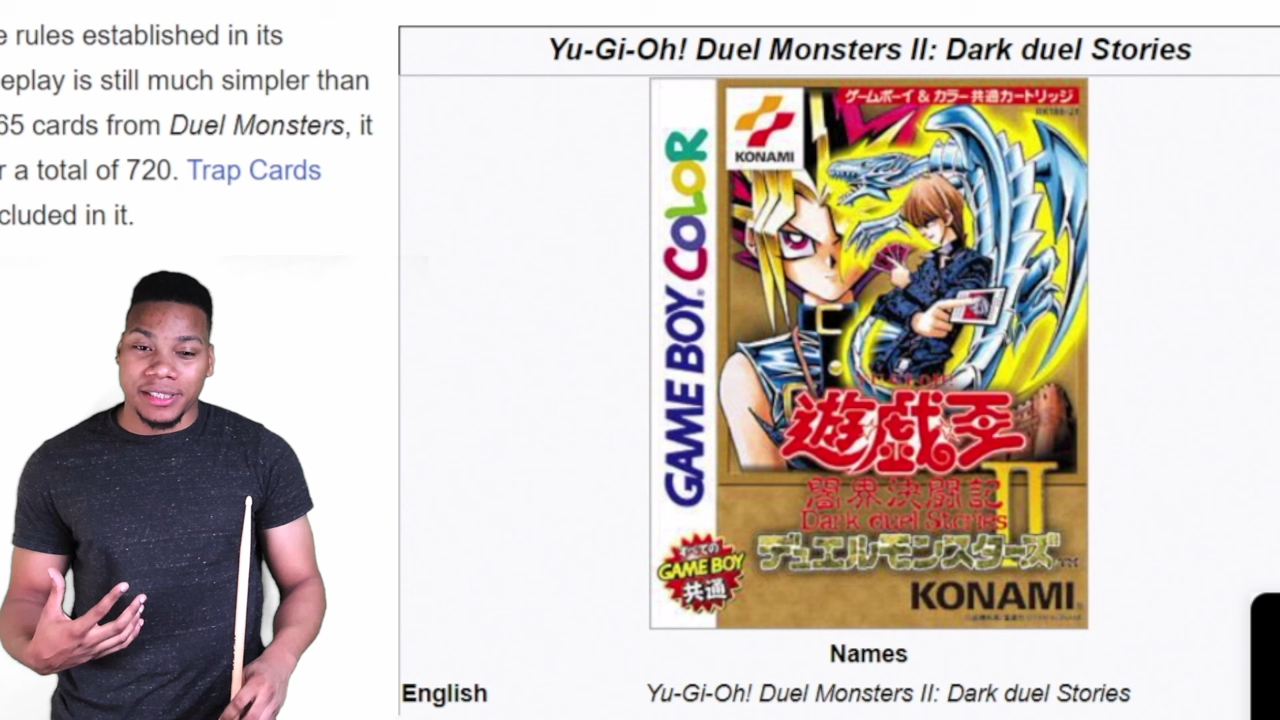 e rules established in its
eplay is still much simpler than
65 cards from Duel Monsters, it
r a total of 720. Trap Cards
cluded in it.
Yu-Gi-Oh! Duel Monsters II: Dark duel Stories
ゲームボーイ&カラー共通カートリッジ
KONAMI
GAME BOY COLOR
遊戯王
II
闇界決闘記
Dark duel Stories
デュエルモンスターズ
すべての
GAME BOY
共通
KONAMI
Names
English
Yu-Gi-Oh! Duel Monsters II: Dark duel Stories